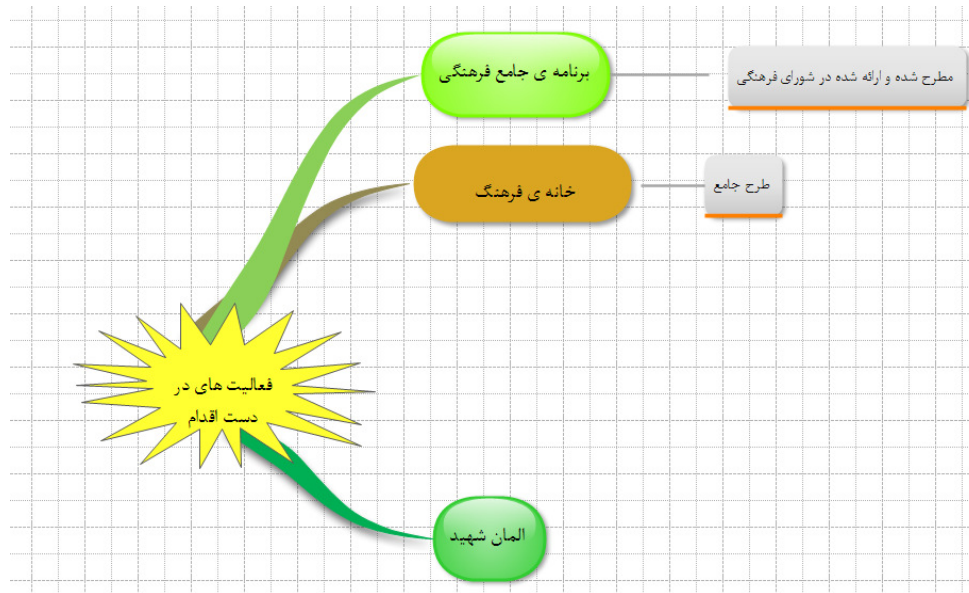 برنامه ی جامع فرهنگی
مطرح شده و ارائه شده در شورای فرهنگی
خانه ی فرهنگ
طرح جامع
فعالیت های در
دست اقدام
المان شهید